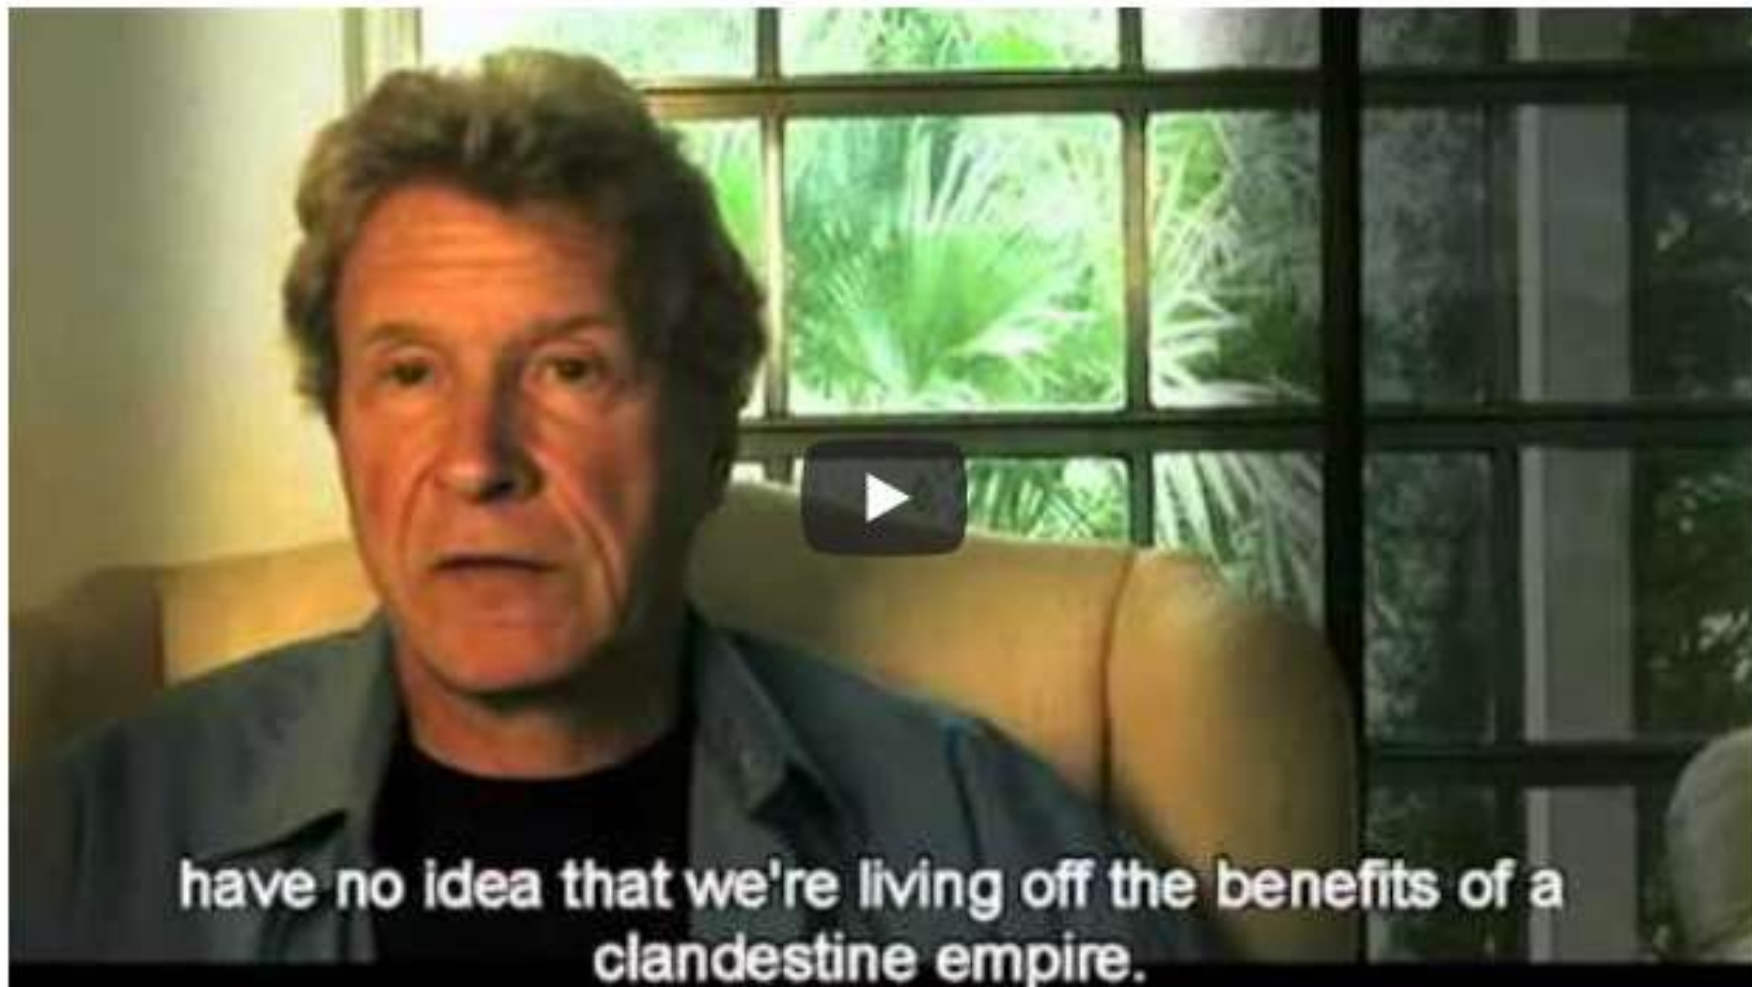 have no idea that we're living off the benefits of a
clandestine empire.